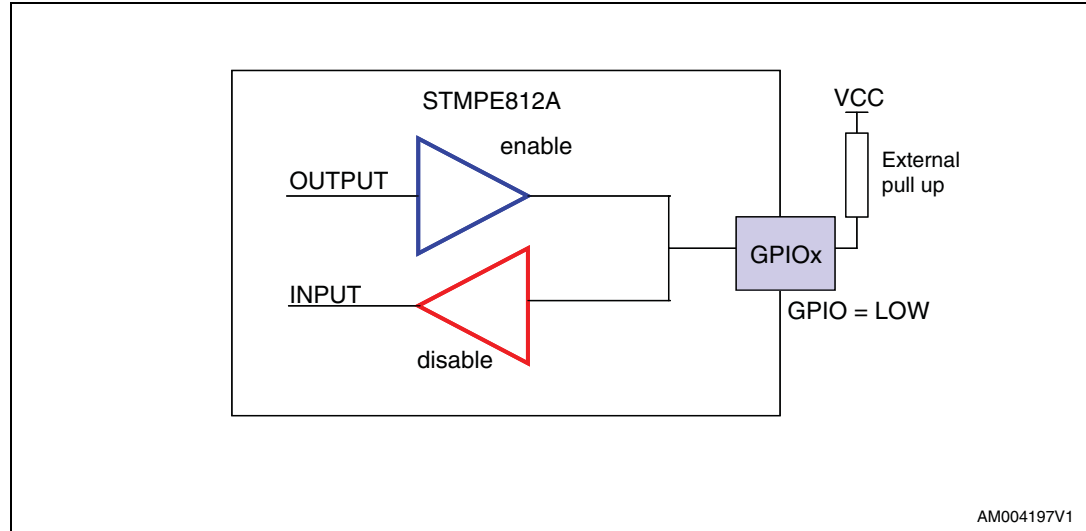 STMPE812A
enable
OUTPUT
INPUT
disable
VCC
External
pull up
GPIOx
GPIO = LOW
AM004197V1